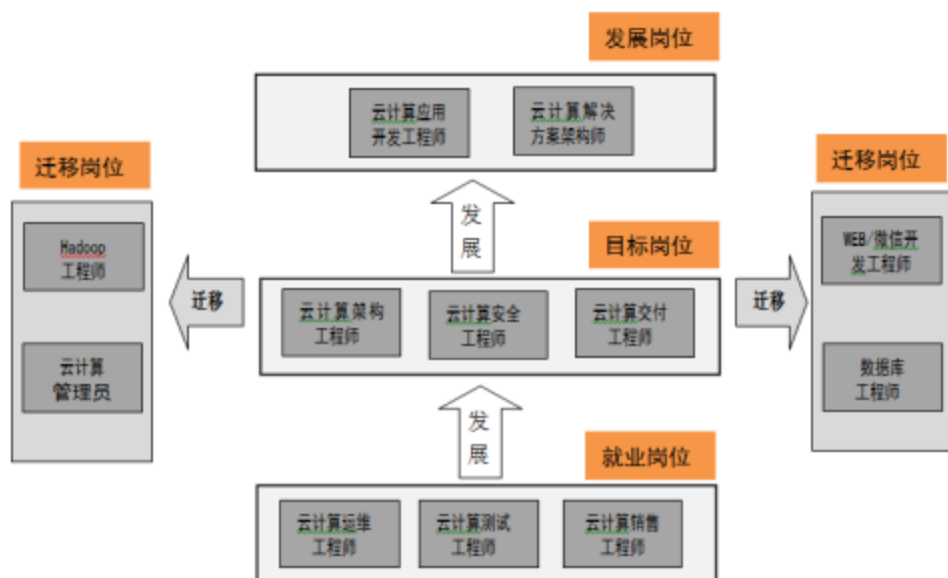 发展岗位
云计算应用
开发工程师
云计算解决
方案架构师
迁移岗位
迁移岗位
发
展
目标岗位
Hadoop
工程师
WEB/微信开
发工程师
迁移
云计算架构
工程师
云计算安全
工程师
云计算交付
工程师
迁移
云计算
管理员
数据库
工程师
发
展
就业岗位
云计算运维
工程师
云计算测试
工程师
云计算销售
工程师